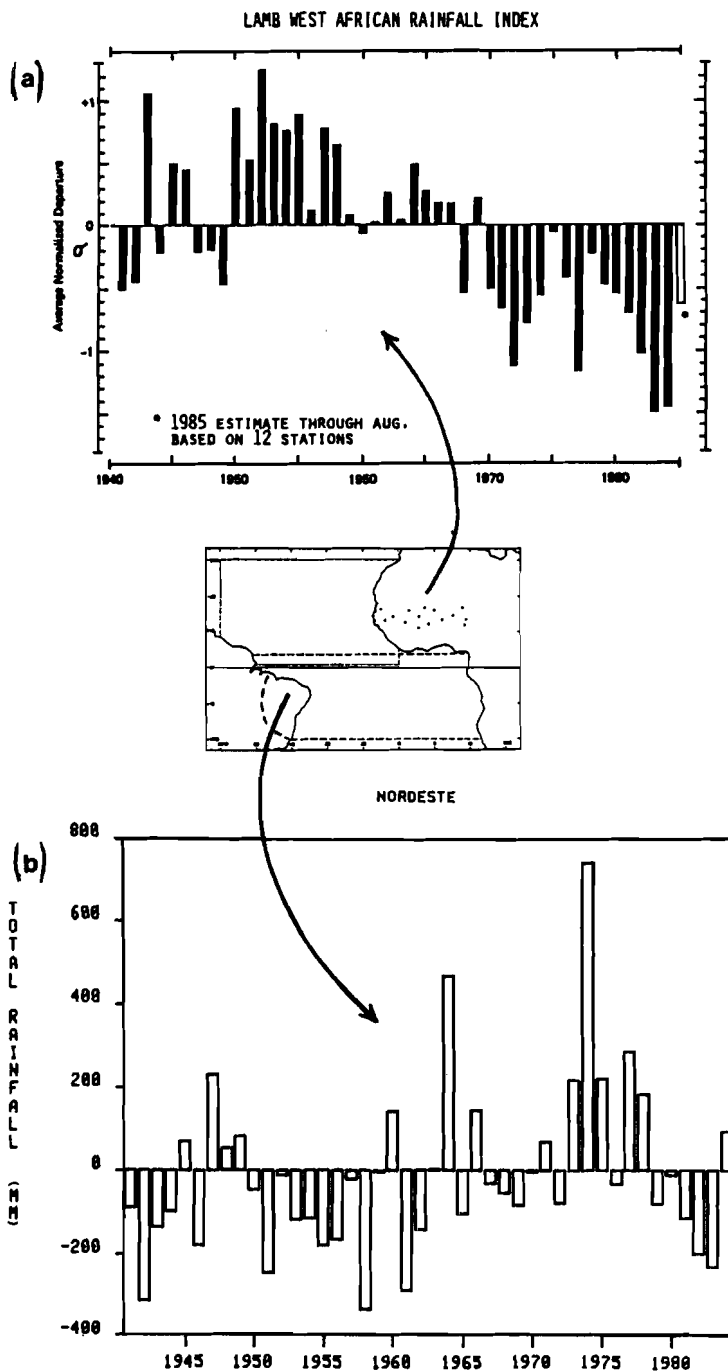 LAMB WEST AFRICAN RAINFALL INDEX
(a)
+1
0
-1
Average Normalized Departure
σ
* 1985 ESTIMATE THROUGH AUG.
BASED ON 12 STATIONS
*
1940 1950 1960 1970 1980
NORDESTE
(b)
TOTAL RAINFALL (MM)
800
600
400
200
0
-200
-400
1945 1950 1955 1960 1965 1970 1975 1980